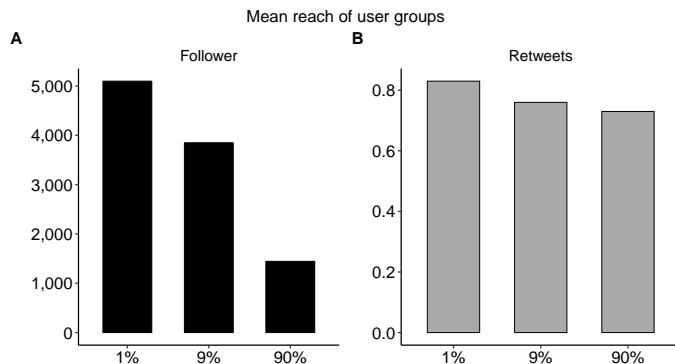 Mean reach of user groups
A
Follower
5,000
4,000
3,000
2,000
1,000
0
1% 9% 90%
B
Retweets
0.8
0.6
0.4
0.2
0.0
1% 9% 90%